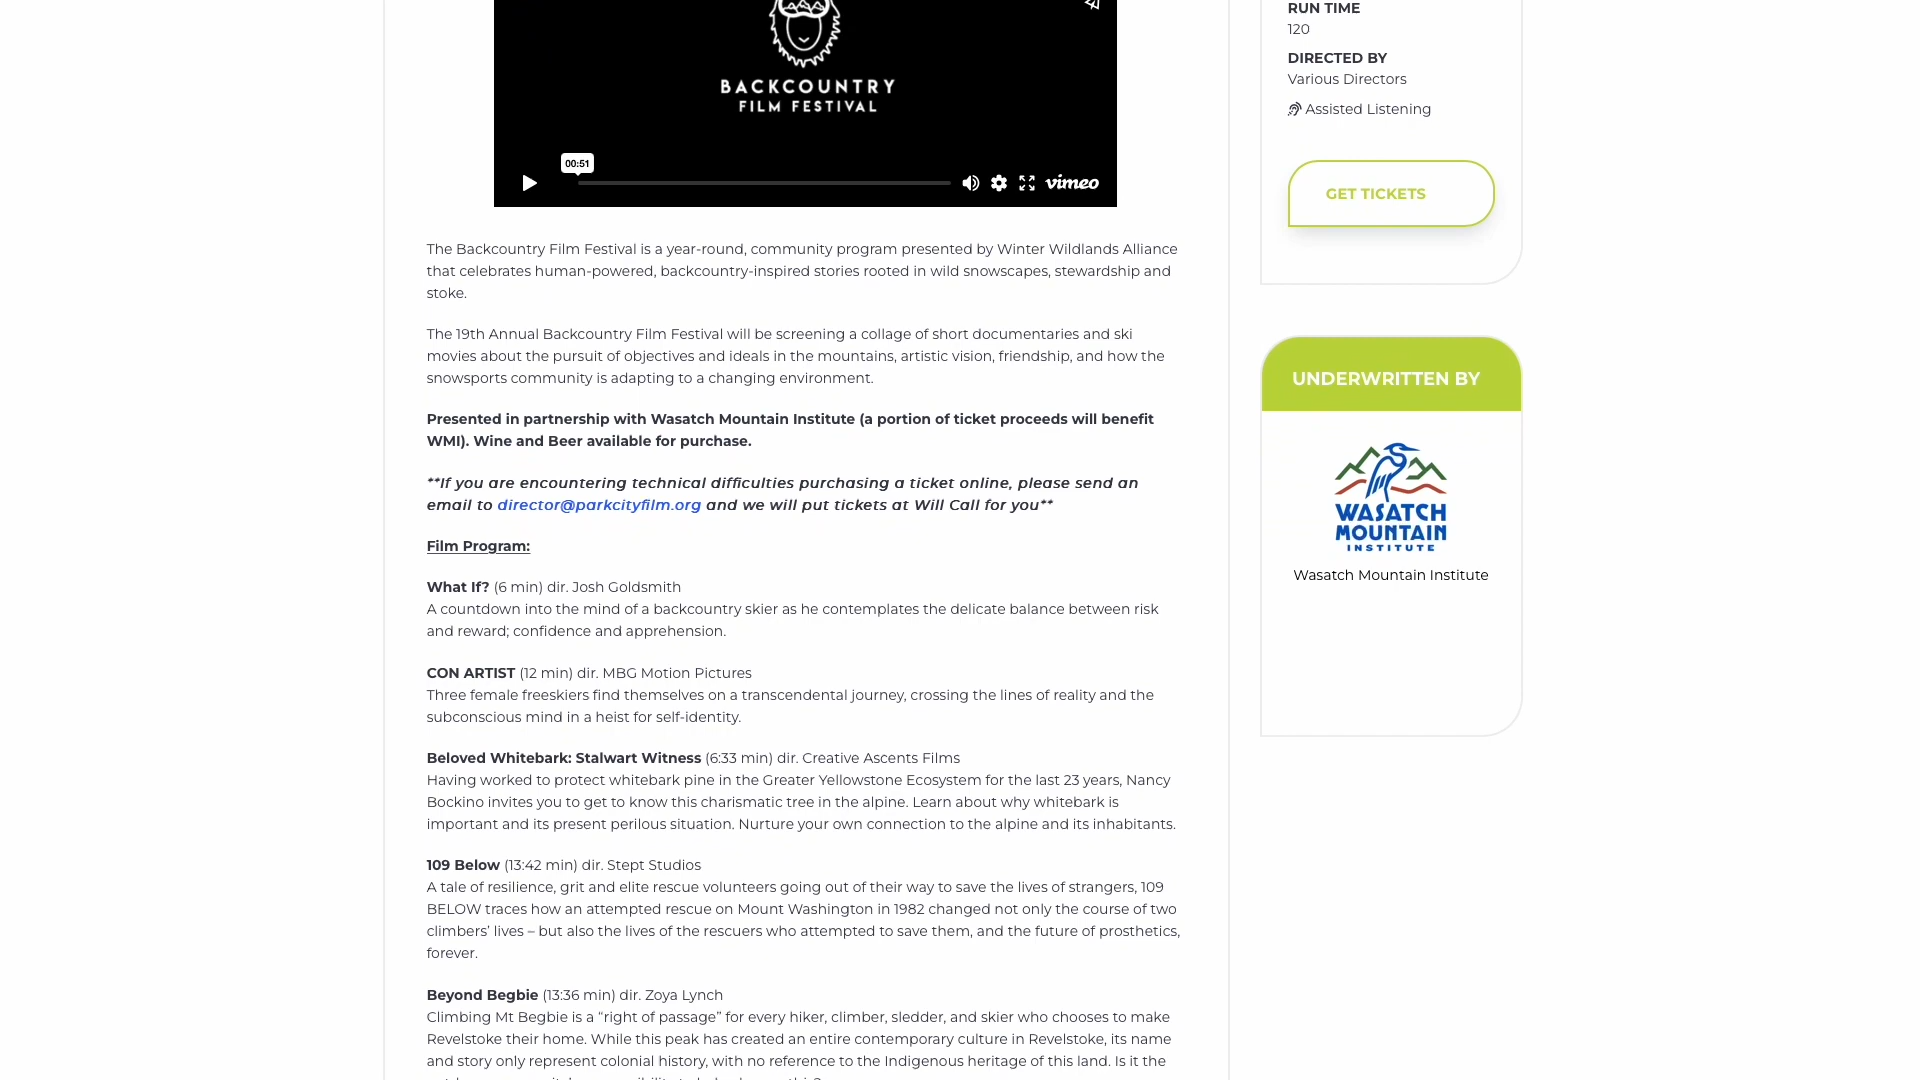 BACKCOUNTRY
FILM FESTIVAL
00:51
vimeo
The Backcountry Film Festival is a year-round, community program presented by Winter Wildlands Alliance
that celebrates human-powered, backcountry-inspired stories rooted in wild snowscapes, stewardship and
stoke.
The 19th Annual Backcountry Film Festival will be screening a collage of short documentaries and ski
movies about the pursuit of objectives and ideals in the mountains, artistic vision, friendship, and how the
snowsports community is adapting to a changing environment.
Presented in partnership with Wasatch Mountain Institute (a portion of ticket proceeds will benefit
WMI). Wine and Beer available for purchase.
**If you are encountering technical difficulties purchasing a ticket online, please send an
email to director@parkcityfilm.org and we will put tickets at Will Call for you**
Film Program:
What If? (6 min) dir. Josh Goldsmith
A countdown into the mind of a backcountry skier as he contemplates the delicate balance between risk
and reward; confidence and apprehension.
CON ARTIST (12 min) dir. MBG Motion Pictures
Three female freeskiers find themselves on a transcendental journey, crossing the lines of reality and the
subconscious mind in a heist for self-identity.
Beloved Whitebark: Stalwart Witness (6:33 min) dir. Creative Ascents Films
Having worked to protect whitebark pine in the Greater Yellowstone Ecosystem for the last 23 years, Nancy
Bockino invites you to get to know this charismatic tree in the alpine. Learn about why whitebark is
important and its present perilous situation. Nurture your own connection to the alpine and its inhabitants.
109 Below (13:42 min) dir. Stept Studios
A tale of resilience, grit and elite rescue volunteers going out of their way to save the lives of strangers, 109
BELOW traces how an attempted rescue on Mount Washington in 1982 changed not only the course of two
climbers’ lives – but also the lives of the rescuers who attempted to save them, and the future of prosthetics,
forever.
Beyond Begbie (13:36 min) dir. Zoya Lynch
Climbing Mt Begbie is a “right of passage” for every hiker, climber, sledder, and skier who chooses to make
Revelstoke their home. While this peak has created an entire contemporary culture in Revelstoke, its name
and story only represent colonial history, with no reference to the Indigenous heritage of this land. Is it the
RUN TIME
120
DIRECTED BY
Various Directors
Assisted Listening
GET TICKETS
UNDERWRITTEN BY
WASATCH
MOUNTAIN
INSTITUTE
Wasatch Mountain Institute